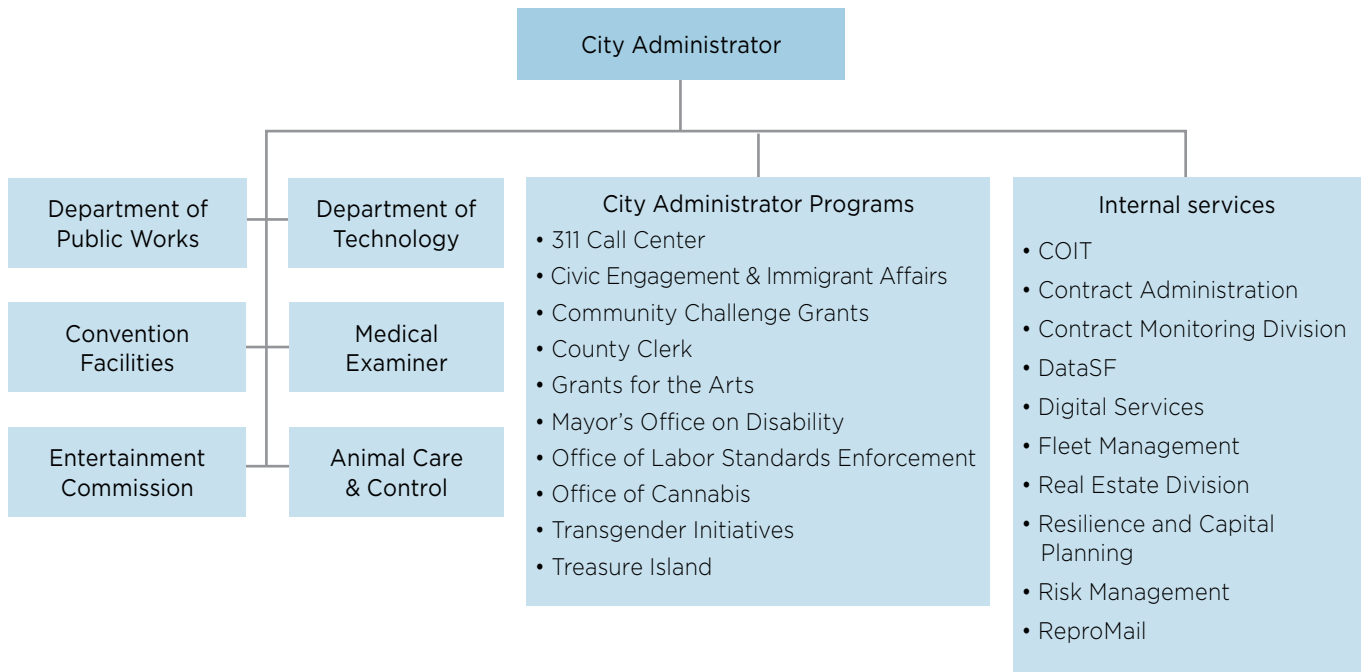 City Administrator
Department of
Public Works
Department of
Technology
Convention
Facilities
Medical
Examiner
Entertainment
Commission
Animal Care
& Control
City Administrator Programs
• 311 Call Center
• Civic Engagement & Immigrant Affairs
• Community Challenge Grants
• County Clerk
• Grants for the Arts
• Mayor’s Office on Disability
• Office of Labor Standards Enforcement
• Office of Cannabis
• Transgender Initiatives
• Treasure Island
Internal services
• COIT
• Contract Administration
• Contract Monitoring Division
• DataSF
• Digital Services
• Fleet Management
• Real Estate Division
• Resilience and Capital
Planning
• Risk Management
• ReproMail